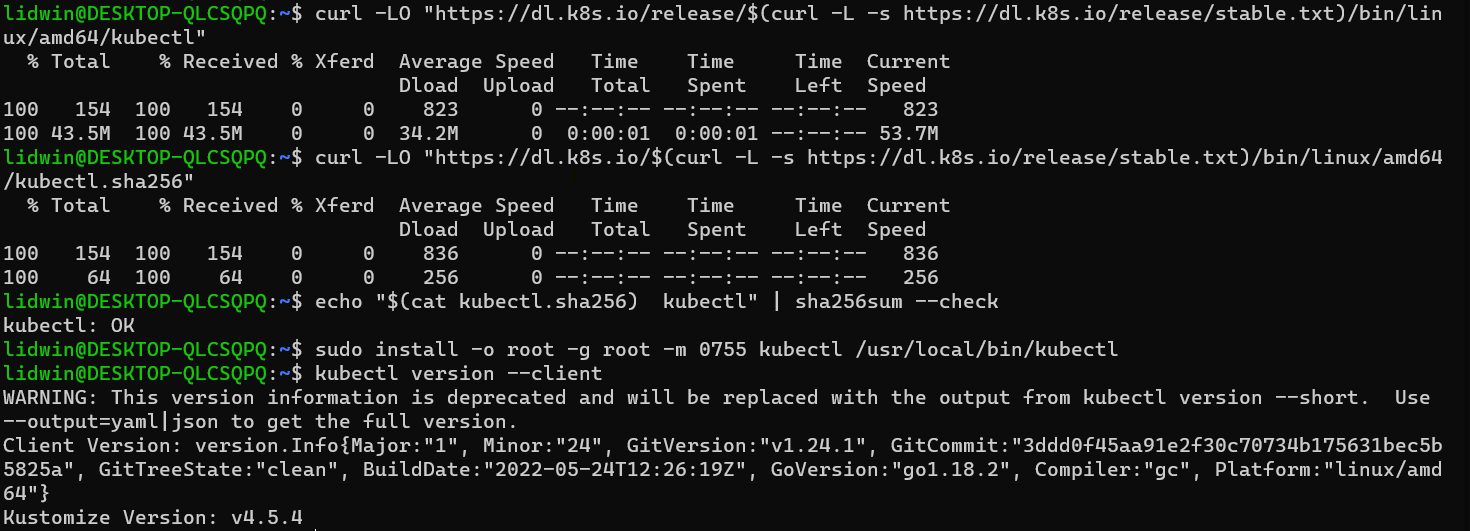 lidwin@DESKTOP-QLCSQPQ:~$ curl -LO "https://dl.k8s.io/release/$(curl -L -s https://dl.k8s.io/release/stable.txt)/bin/lin
ux/amd64/kubectl"
  % Total    % Received % Xferd  Average Speed   Time    Time     Time  Current
                                 Dload  Upload   Total   Spent    Left  Speed
100   154  100   154    0     0    823      0 --:--:-- --:--:-- --:--:--   823
100 43.5M  100 43.5M    0     0  34.2M      0  0:00:01  0:00:01 --:--:-- 53.7M
lidwin@DESKTOP-QLCSQPQ:~$ curl -LO "https://dl.k8s.io/$(curl -L -s https://dl.k8s.io/release/stable.txt)/bin/linux/amd64
/kubectl.sha256"
  % Total    % Received % Xferd  Average Speed   Time    Time     Time  Current
                                 Dload  Upload   Total   Spent    Left  Speed
100   154  100   154    0     0    836      0 --:--:-- --:--:-- --:--:--   836
100    64  100    64    0     0    256      0 --:--:-- --:--:-- --:--:--   256
lidwin@DESKTOP-QLCSQPQ:~$ echo "$(cat kubectl.sha256)  kubectl" | sha256sum --check
kubectl: OK
lidwin@DESKTOP-QLCSQPQ:~$ sudo install -o root -g root -m 0755 kubectl /usr/local/bin/kubectl
lidwin@DESKTOP-QLCSQPQ:~$ kubectl version --client
WARNING: This version information is deprecated and will be replaced with the output from kubectl version --short.  Use
--output=yaml|json to get the full version.
Client Version: version.Info{Major:"1", Minor:"24", GitVersion:"v1.24.1", GitCommit:"3ddd0f45aa91e2f30c70734b175631bec5b
5825a", GitTreeState:"clean", BuildDate:"2022-05-24T12:26:19Z", GoVersion:"go1.18.2", Compiler:"gc", Platform:"linux/amd
64"}
Kustomize Version: v4.5.4